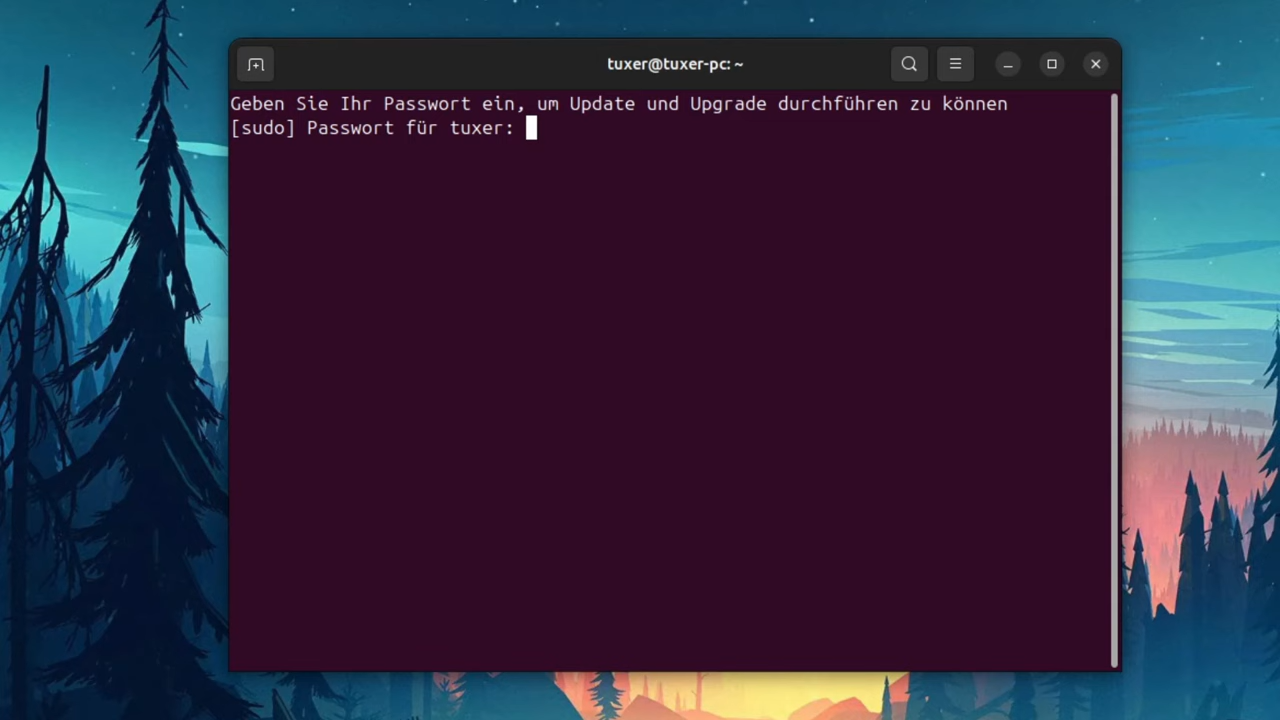 tuxer@tuxer-pc: ~
Geben Sie Ihr Passwort ein, um Update und Upgrade durchführen zu können
[sudo] Passwort für tuxer: